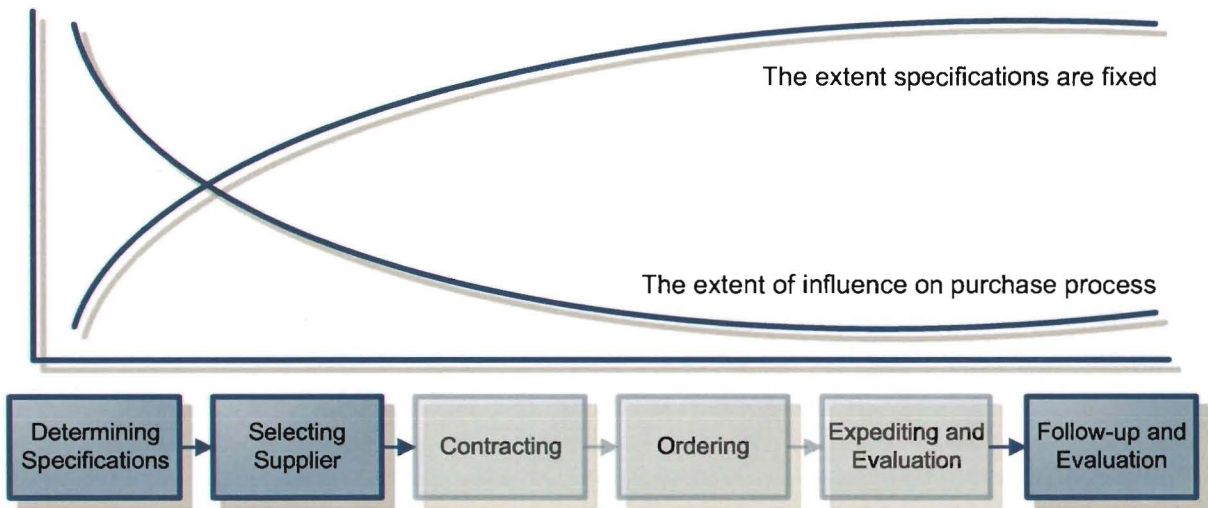 The extent specifications are fixed
The extent of influence on purchase process
Determining
Specifications
Selecting
Supplier
Contracting
Ordering
Expediting and
Evaluation
Follow-up and
Evaluation